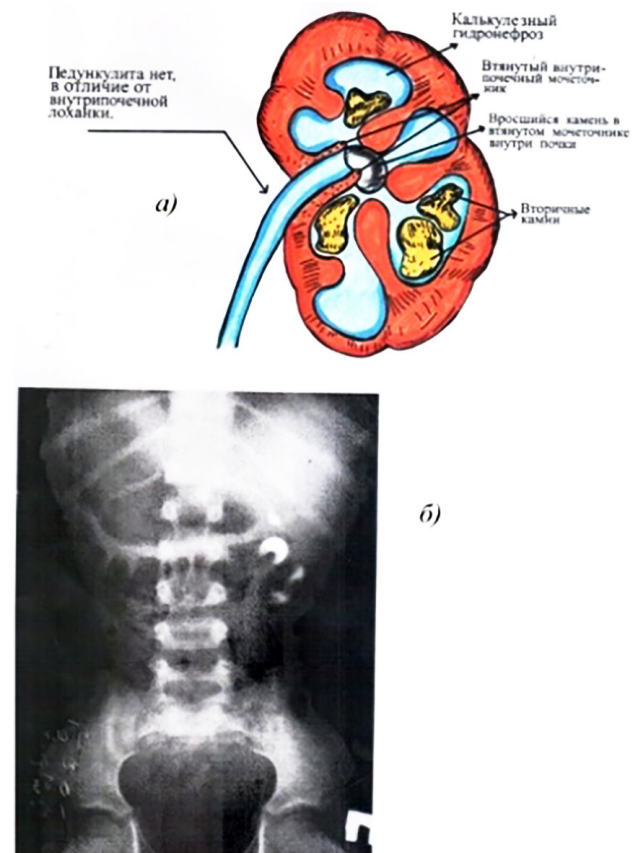 Калькулезный
гидронефроз
Педункулита нет,
в отличие от
внутрипочечной
лоханки.
Втянутый внутри-
почечный мочеточ-
ник
Вросшийся камень в
втянутом мочеточнике
внутри почки
а)
Вторичные
камни
б)